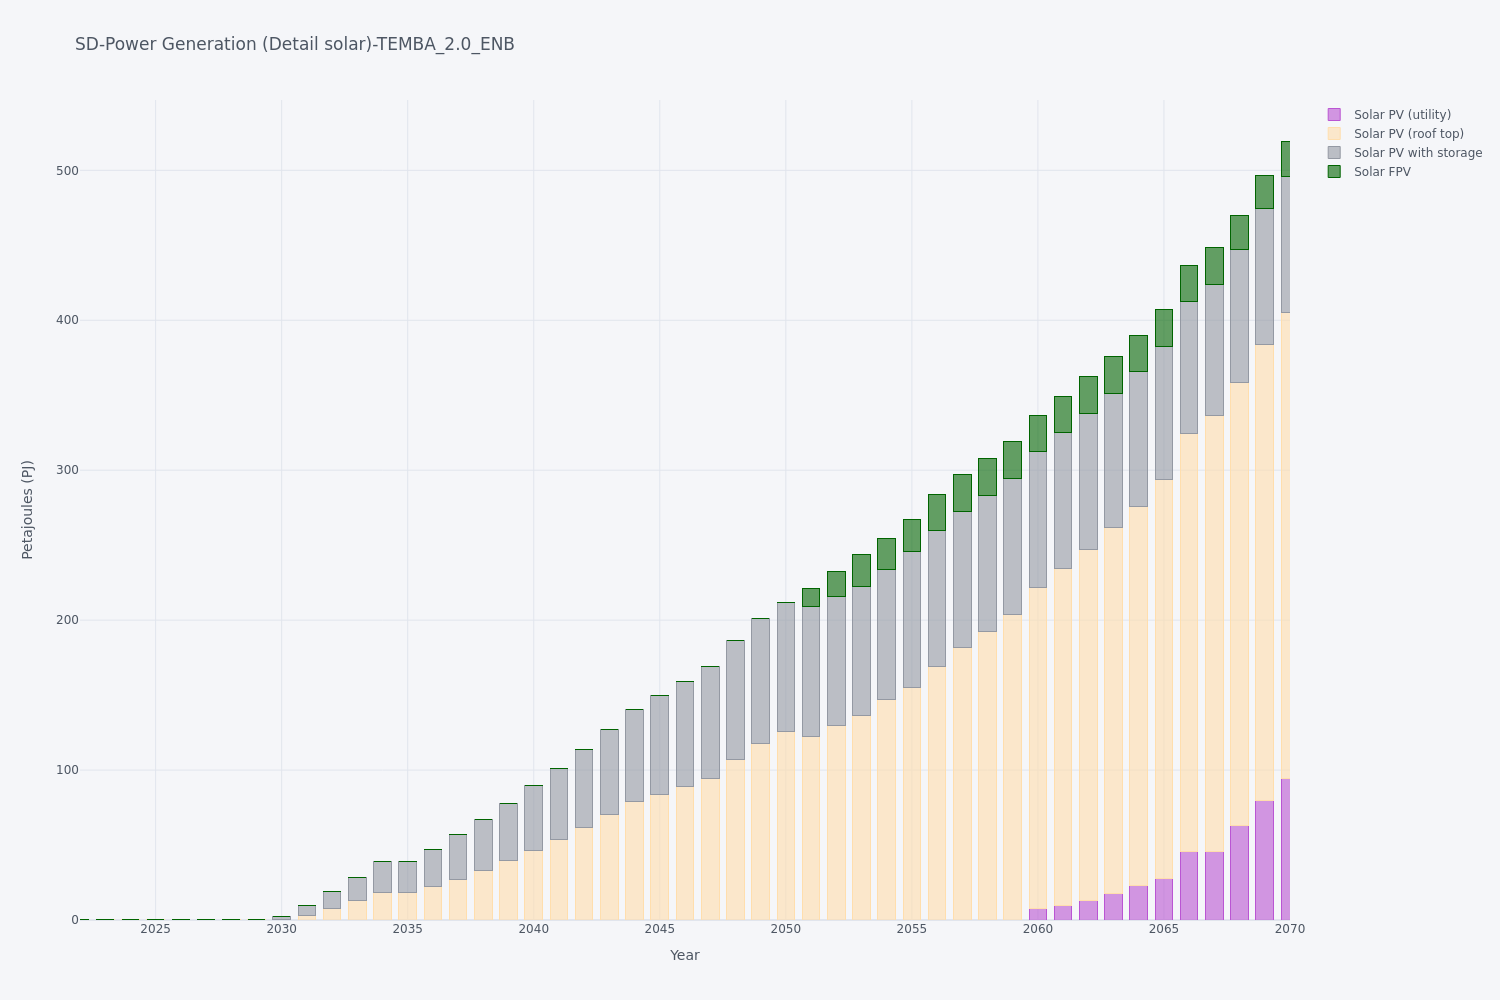 SD-Power Generation (Detail solar)-TEMBA_2.0_ENB
Solar PV (utility)
Solar PV (roof top)
Solar PV with storage
Solar FPV
Petajoules (PJ)
500
400
300
200
100
0
2025 2030 2035 2040 2045 2050 2055 2060 2065 2070
Year